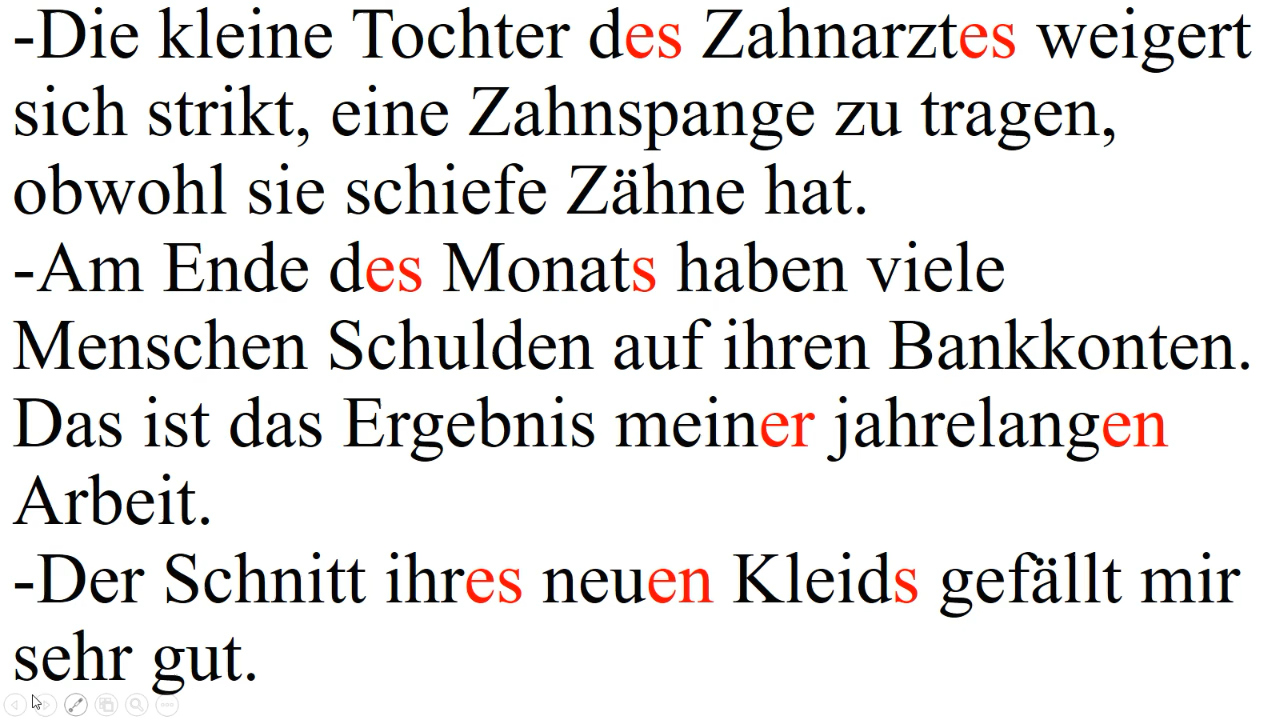 -Die kleine Tochter des Zahnarztes weigert
sich strikt, eine Zahnspange zu tragen,
obwohl sie schiefe Zähne hat.
-Am Ende des Monats haben viele
Menschen Schulden auf ihren Bankkonten.
Das ist das Ergebnis meiner jahrelangen
Arbeit.
-Der Schnitt ihres neuen Kleids gefällt mir
sehr gut.